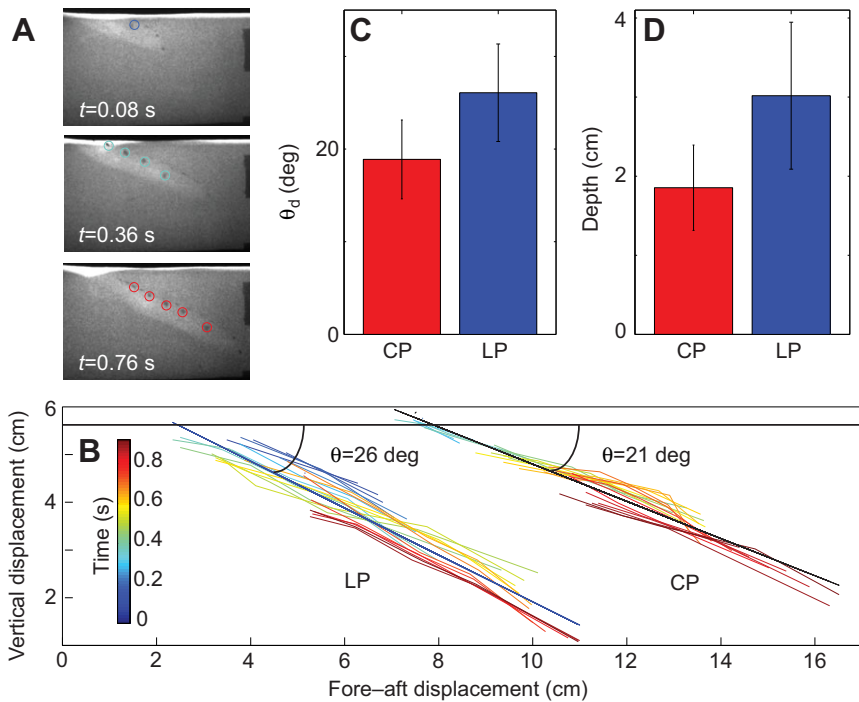 A
t=0.08 s
t=0.36 s
t=0.76 s
C
θd (deg)
20
0
CP
LP
D
Depth (cm)
4
2
0
CP
LP
B
Vertical displacement (cm)
6
4
2
Time (s)
0.8
0.6
0.4
0.2
0
θ=26 deg
θ=21 deg
LP
CP
0
2
4
6
8
10
12
14
16
Fore–aft displacement (cm)